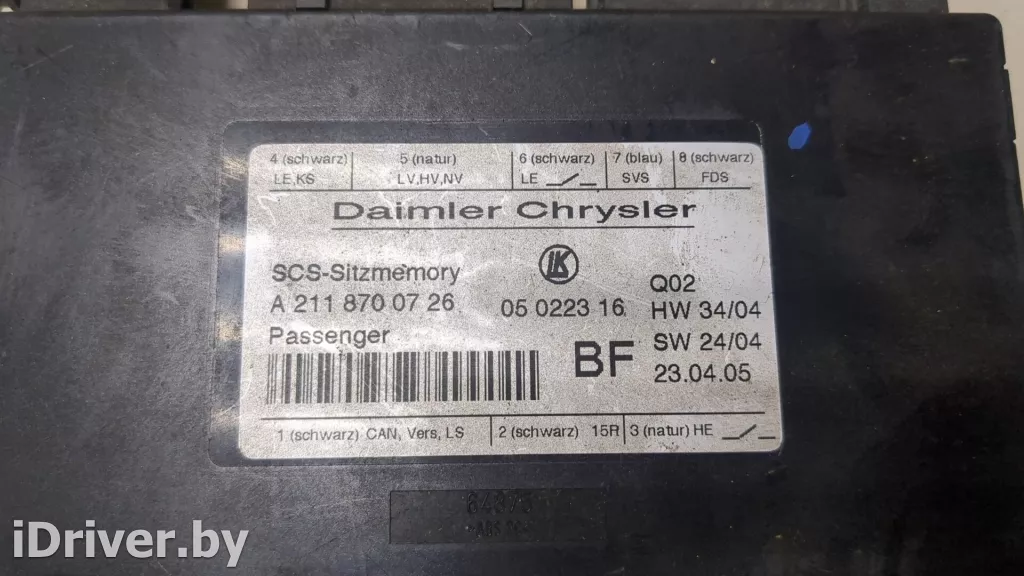 4 (schwarz) 5 (natur) 6 (schwarz) 7 (blau) 8 (schwarz)
LE,KS LV,HV,NV LE SVS FDS
Daimler Chrysler
SCS-Sitzmemory LK Q02
A 211 870 07 26 05 0223 16 HW 34/04
Passenger BF SW 24/04
23.04.05
1 (schwarz) CAN, Vers, LS 2 (schwarz) 15R 3 (natur) HE
iDriver.by